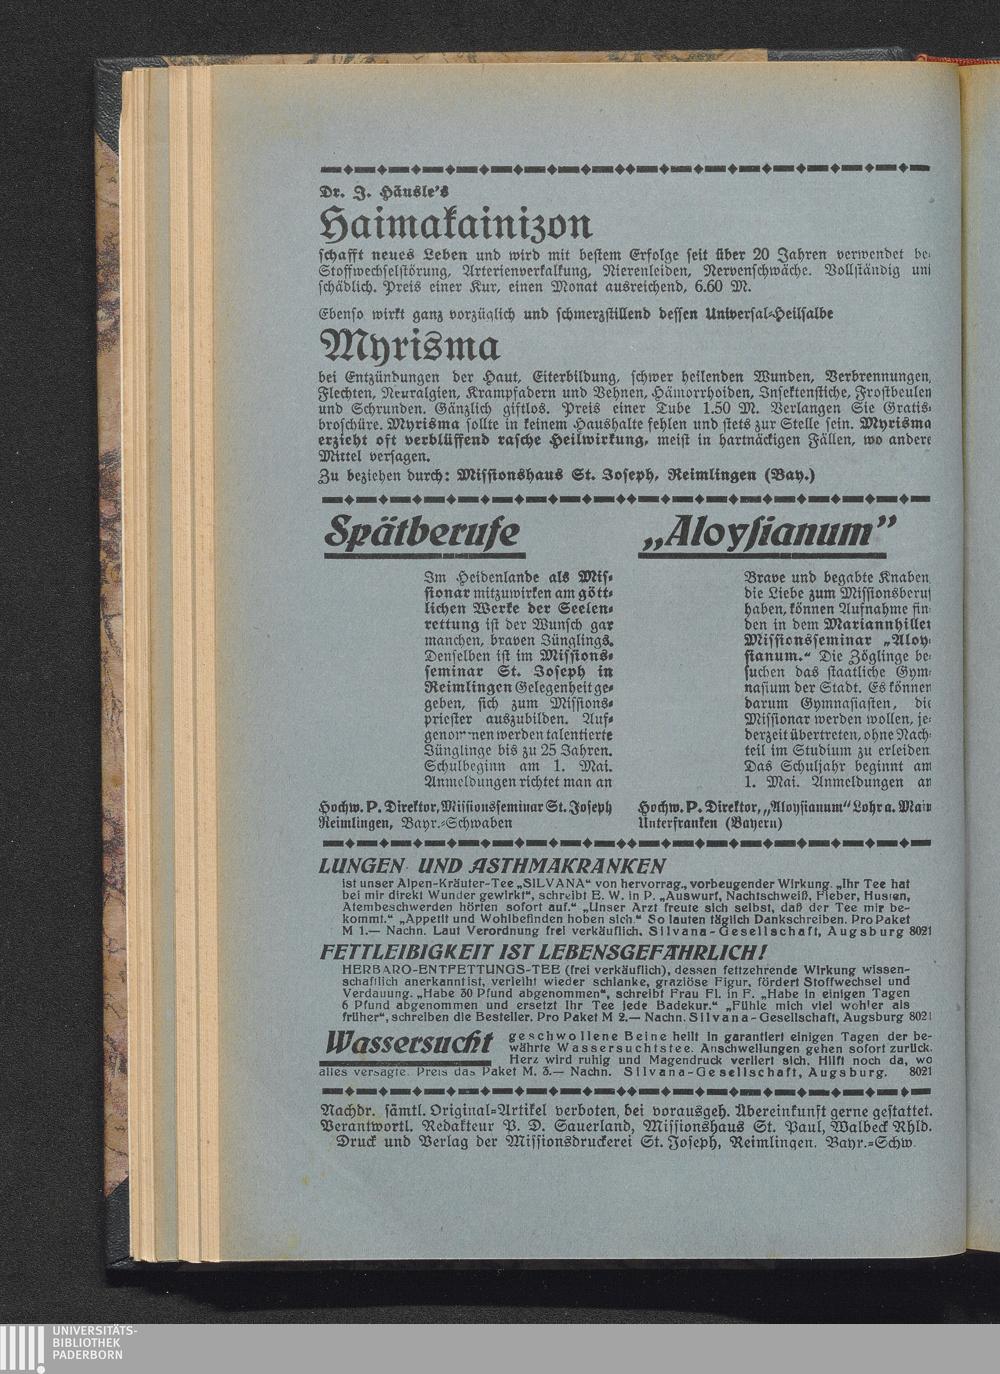 Dr. J. Häusle's
Haimakainizon
schafft neues Leben und wird mit bestem Erfolge seit über 20 Jahren verwendet be
Stoffwechselstörung, Arterienverkalkung, Nierenleiden, Nervenschwäche. Vollständig un
schädlich. Preis einer Kur, einen Monat ausreichend, 6.60 M.
Ebenso wirkt ganz vorzüglich und schmerzstillend dessen Universal-Heilsalbe
Myrisma
bei Entzündungen der Haut, Eiterbildung, schwer heilenden Wunden, Verbrennungen,
Flechten, Neuralgien, Krampfadern und Vehnen, Hämorrhoiden, Insektenstiche, Frostbeulen
und Schrunden. Gänzlich giftlos. Preis einer Tube 1.50 M. Verlangen Sie Gratis-
broschüre. Myrisma sollte in keinem Haushalte fehlen und stets zur Stelle sein. Myrisma
erzieht oft verblüffend rasche Heilwirkung, meist in hartnäckigen Fällen, wo andere
Mittel versagen.
Zu beziehen durch: Missionshaus St. Joseph, Reimlingen (Bay.)
Spätberufe
Im Heidenlande als Mis-
sionar mitzuwirken am gött-
lichen Werke der Seelen-
rettung ist der Wunsch gar
manchen, braven Jünglings.
Denselben ist im Missions-
seminar St. Joseph in
Reimlingen Gelegenheit ge-
geben, sich zum Missions-
priester auszubilden. Auf-
genommen werden talentierte
Jünglinge bis zu 25 Jahren.
Schulbeginn am 1. Mai.
Anmeldungen richtet man an
Hochw. P. Direktor, Missionsseminar St. Joseph
Reimlingen, Bayr.-Schwaben
„Aloysianum"
Brave und begabte Knaben,
die Liebe zum Missionsberuf
haben, können Aufnahme fin-
den in dem Mariannhiller
Missionsseminar „Aloy-
sianum." Die Zöglinge be-
suchen das staatliche Gym-
nasium der Stadt. Es können
darum Gymnasiasten, die
Missionar werden wollen, je-
derzeit übertreten, ohne Nach-
teil im Studium zu erleiden.
Das Schuljahr beginnt am
1. Mai. Anmeldungen an
Hochw. P. Direktor, „Aloysianum" Lohr a. Main
Unterfranken (Bayern)
LUNGEN- UND ASTHMAKRANKEN
ist unser Alpen-Kräuter-Tee „SILVANA" von hervorrag., vorbeugender Wirkung. „Ihr Tee hat
bei mir direkt Wunder gewirkt", schreibt E. W. in P. „Auswurf, Nachtschweiß, Fieber, Husten,
Atembeschwerden hörten sofort auf." „Unser Arzt freute sich selbst, daß der Tee mir be-
kommt." „Appetit und Wohlbefinden hoben sich." So lauten täglich Dankschreiben. Pro Paket
M 1.— Nachn. Laut Verordnung frei verkäuflich. Silvana-Gesellschaft, Augsburg 8021
FETTLEIBIGKEIT IST LEBENSGEFÄHRLICH!
HERBARO-ENTFETTUNGS-TEE (frei verkäuflich), dessen fettzehrende Wirkung wissen-
schaftlich anerkannt ist, verleiht wieder schlanke, graziöse Figur, fördert Stoffwechsel und
Verdauung. „Habe 30 Pfund abgenommen", schreibt Frau Fl. in F. „Habe in einigen Tagen
6 Pfund abgenommen und ersetzt Ihr Tee jede Badekur." „Fühle mich viel wohler als
früher", schreiben die Besteller. Pro Paket M 2.— Nachn. Silvana-Gesellschaft, Augsburg 8021
Wassersucht
geschwollene Beine heilt in garantiert einigen Tagen der be-
währte Wassersuchtstee. Anschwellungen gehen sofort zurück.
Herz wird ruhig und Magendruck verliert sich. Hilft noch da, wo
alles versagte. Preis das Paket M. 3.— Nachn. Silvana-Gesellschaft, Augsburg. 8021
Nachdr. sämtl. Original-Artikel verboten, bei vorausgeh. Übereinkunft gerne gestattet.
Verantwortl. Redakteur P. D. Sauerland, Missionshaus St. Paul, Walbeck Rhld.
Druck und Verlag der Missionsdruckerei St. Joseph, Reimlingen. Bayr.-Schw.
UNIVERSITÄTS-
BIBLIOTHEK
PADERBORN